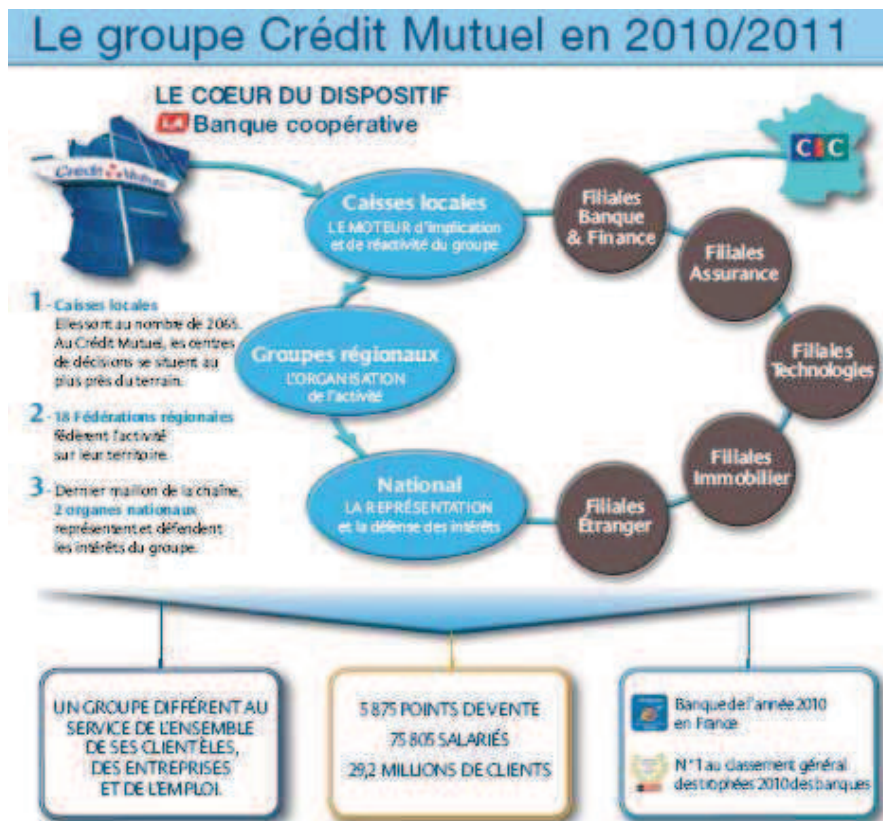 Le groupe Crédit Mutuel en 2010/2011
LE CŒUR DU DISPOSITIF
LA Banque coopérative
Crédit Mutuel
CIC
Caisses locales
LE MOTEUR d'implication
et de réactivité du groupe
Filiales
Banque
& Finance
Filiales
Assurance
Filiales
Technologies
Filiales
Immobilier
Filiales
Étranger
Groupes régionaux
L'ORGANISATION
de l'activité
National
LA REPRÉSENTATION
et la défense des intérêts
1 - Caisses locales
Elles sont au nombre de 2065.
Au Crédit Mutuel, les centres
de décisions se situent au
plus près du terrain.
2 - 18 Fédérations régionales
fédèrent l'activité
sur leur territoire.
3 - Dernier maillon de la chaîne,
2 organes nationaux
représentent et défendent
les intérêts du groupe.
UN GROUPE DIFFÉRENT AU
SERVICE DE L'ENSEMBLE
DE SES CLIENTÈLES,
DES ENTREPRISES
ET DE L'EMPLOI.
5 875 POINTS DE VENTE
75 805 SALARIÉS
29,2 MILLIONS DE CLIENTS
Banque de l'année 2010
en France
N°1 au classement général
des trophées 2010 des banques